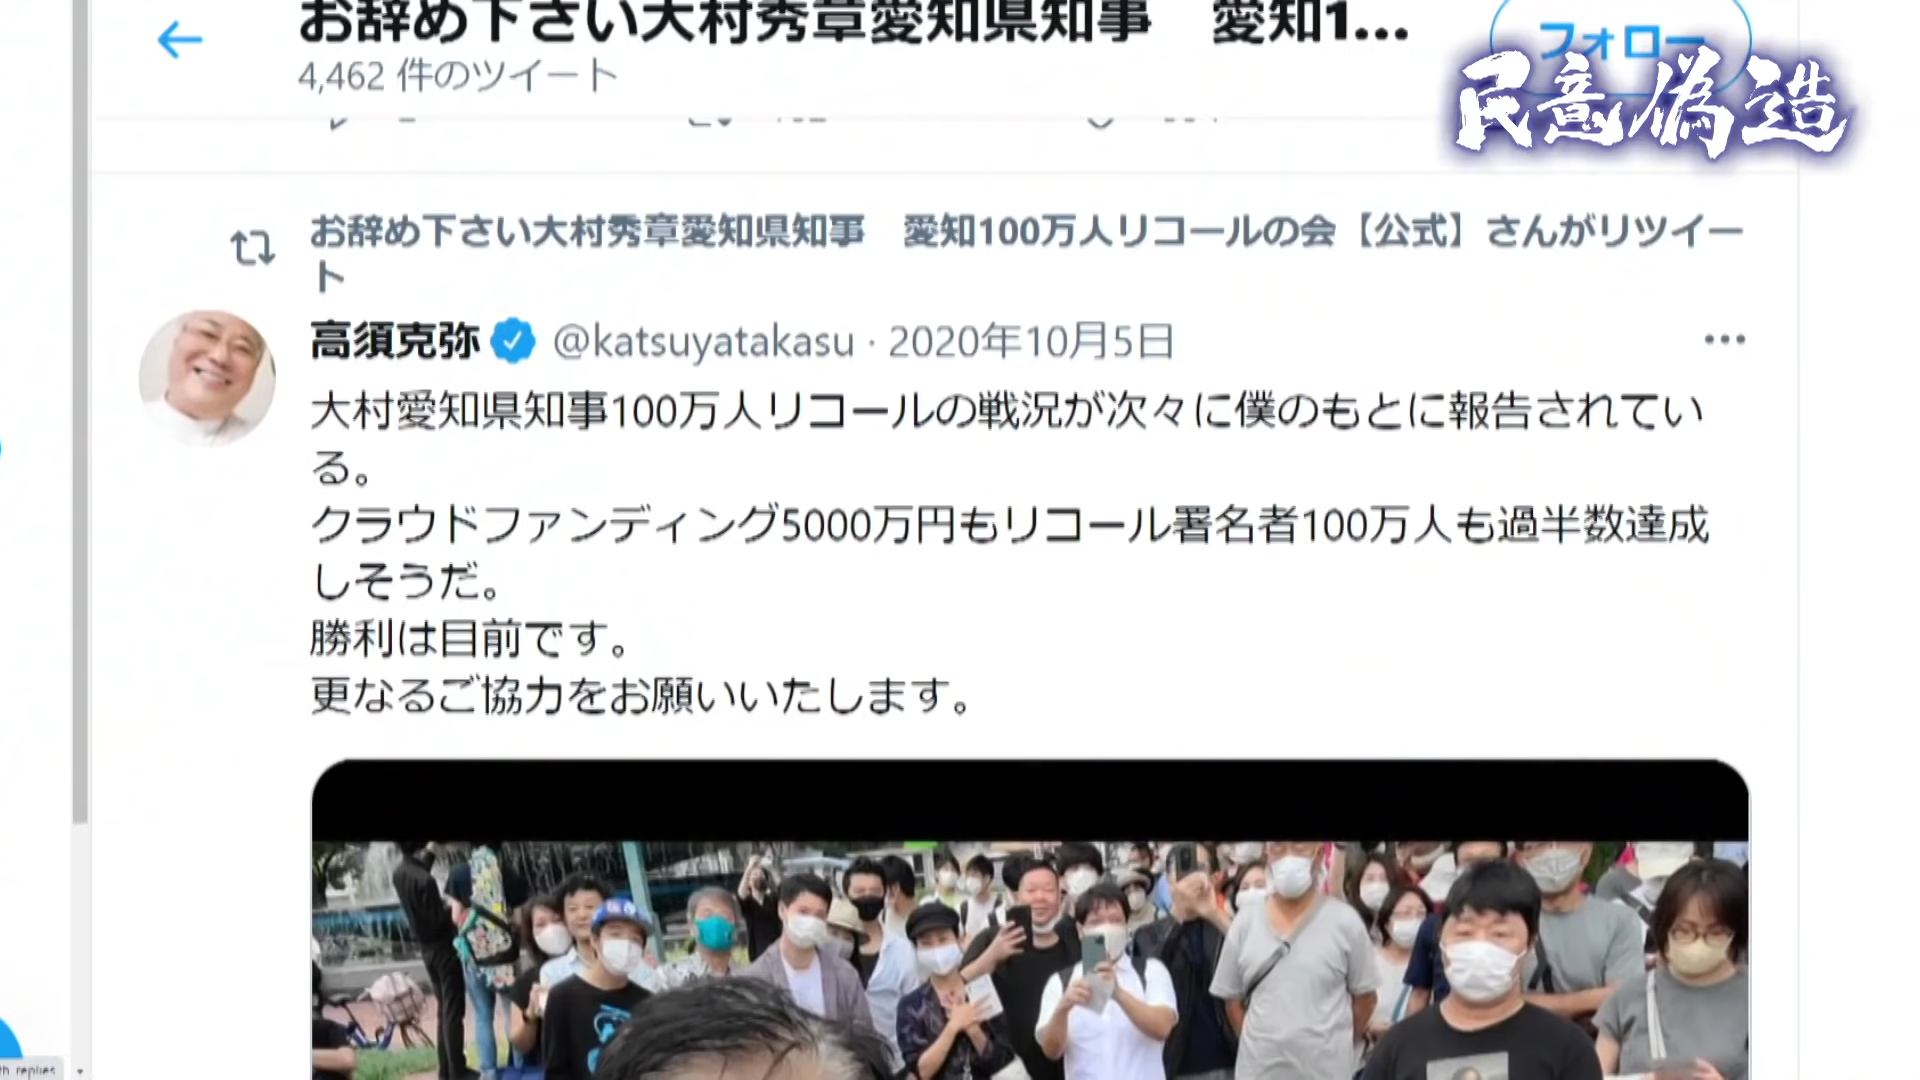 お辞め下さい大村秀章愛知県知事　愛知1...
フォロー
4,462 件のツイート
民意偽造
お辞め下さい大村秀章愛知県知事　愛知100万人リコールの会【公式】さんがリツイー
ト
高須克弥 @katsuyatakasu · 2020年10月5日
大村愛知県知事100万人リコールの戦況が次々に僕のもとに報告されてい
る。
クラウドファンディング5000万円もリコール署名者100万人も過半数達成
しそうだ。
勝利は目前です。
更なるご協力をお願いいたします。
replies